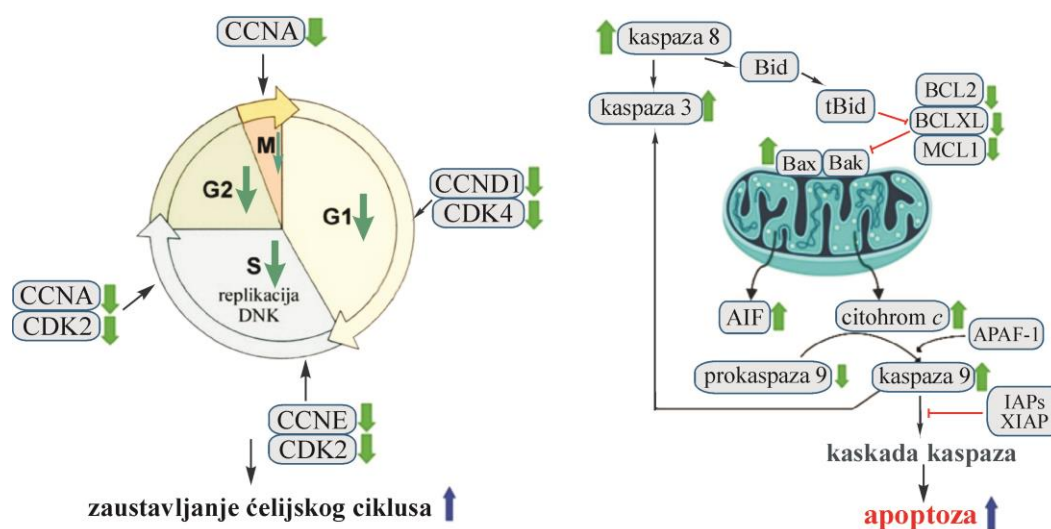 CCNA
M
G2
G1
S
replikacija
DNK
CCND1
CDK4
CCNA
CDK2
CCNE
CDK2
zaustavljanje ćelijskog ciklusa
kaspaza 8
Bid
kaspaza 3
tBid
BCL2
BCLXL
MCL1
Bax Bak
AIF
citohrom c
APAF-1
prokaspaza 9
kaspaza 9
IAPs
XIAP
kaskada kaspaza
apoptoza